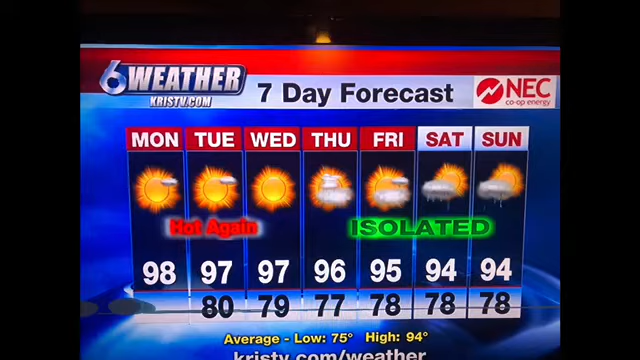 6 WEATHER
KRISTV.COM
7 Day Forecast
NEC
co-op energy
MON TUE WED THU FRI SAT SUN
Hot Again ISOLATED
98 97 97 96 95 94 94
80 79 77 78 78 78
Average - Low: 75° High: 94°
kristv.com/weather